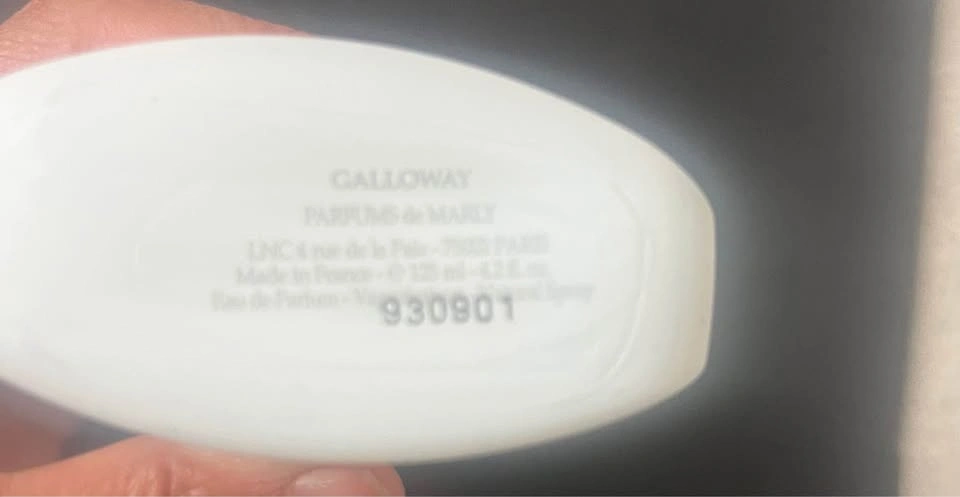 GALLOWAY
PARFUMS de MARLY
LNC 4 rue de la Paix - 75002 PARIS
Made in France - e 125 ml - 4.2 fl. oz.
Eau de Parfum - Natural Spray
930901